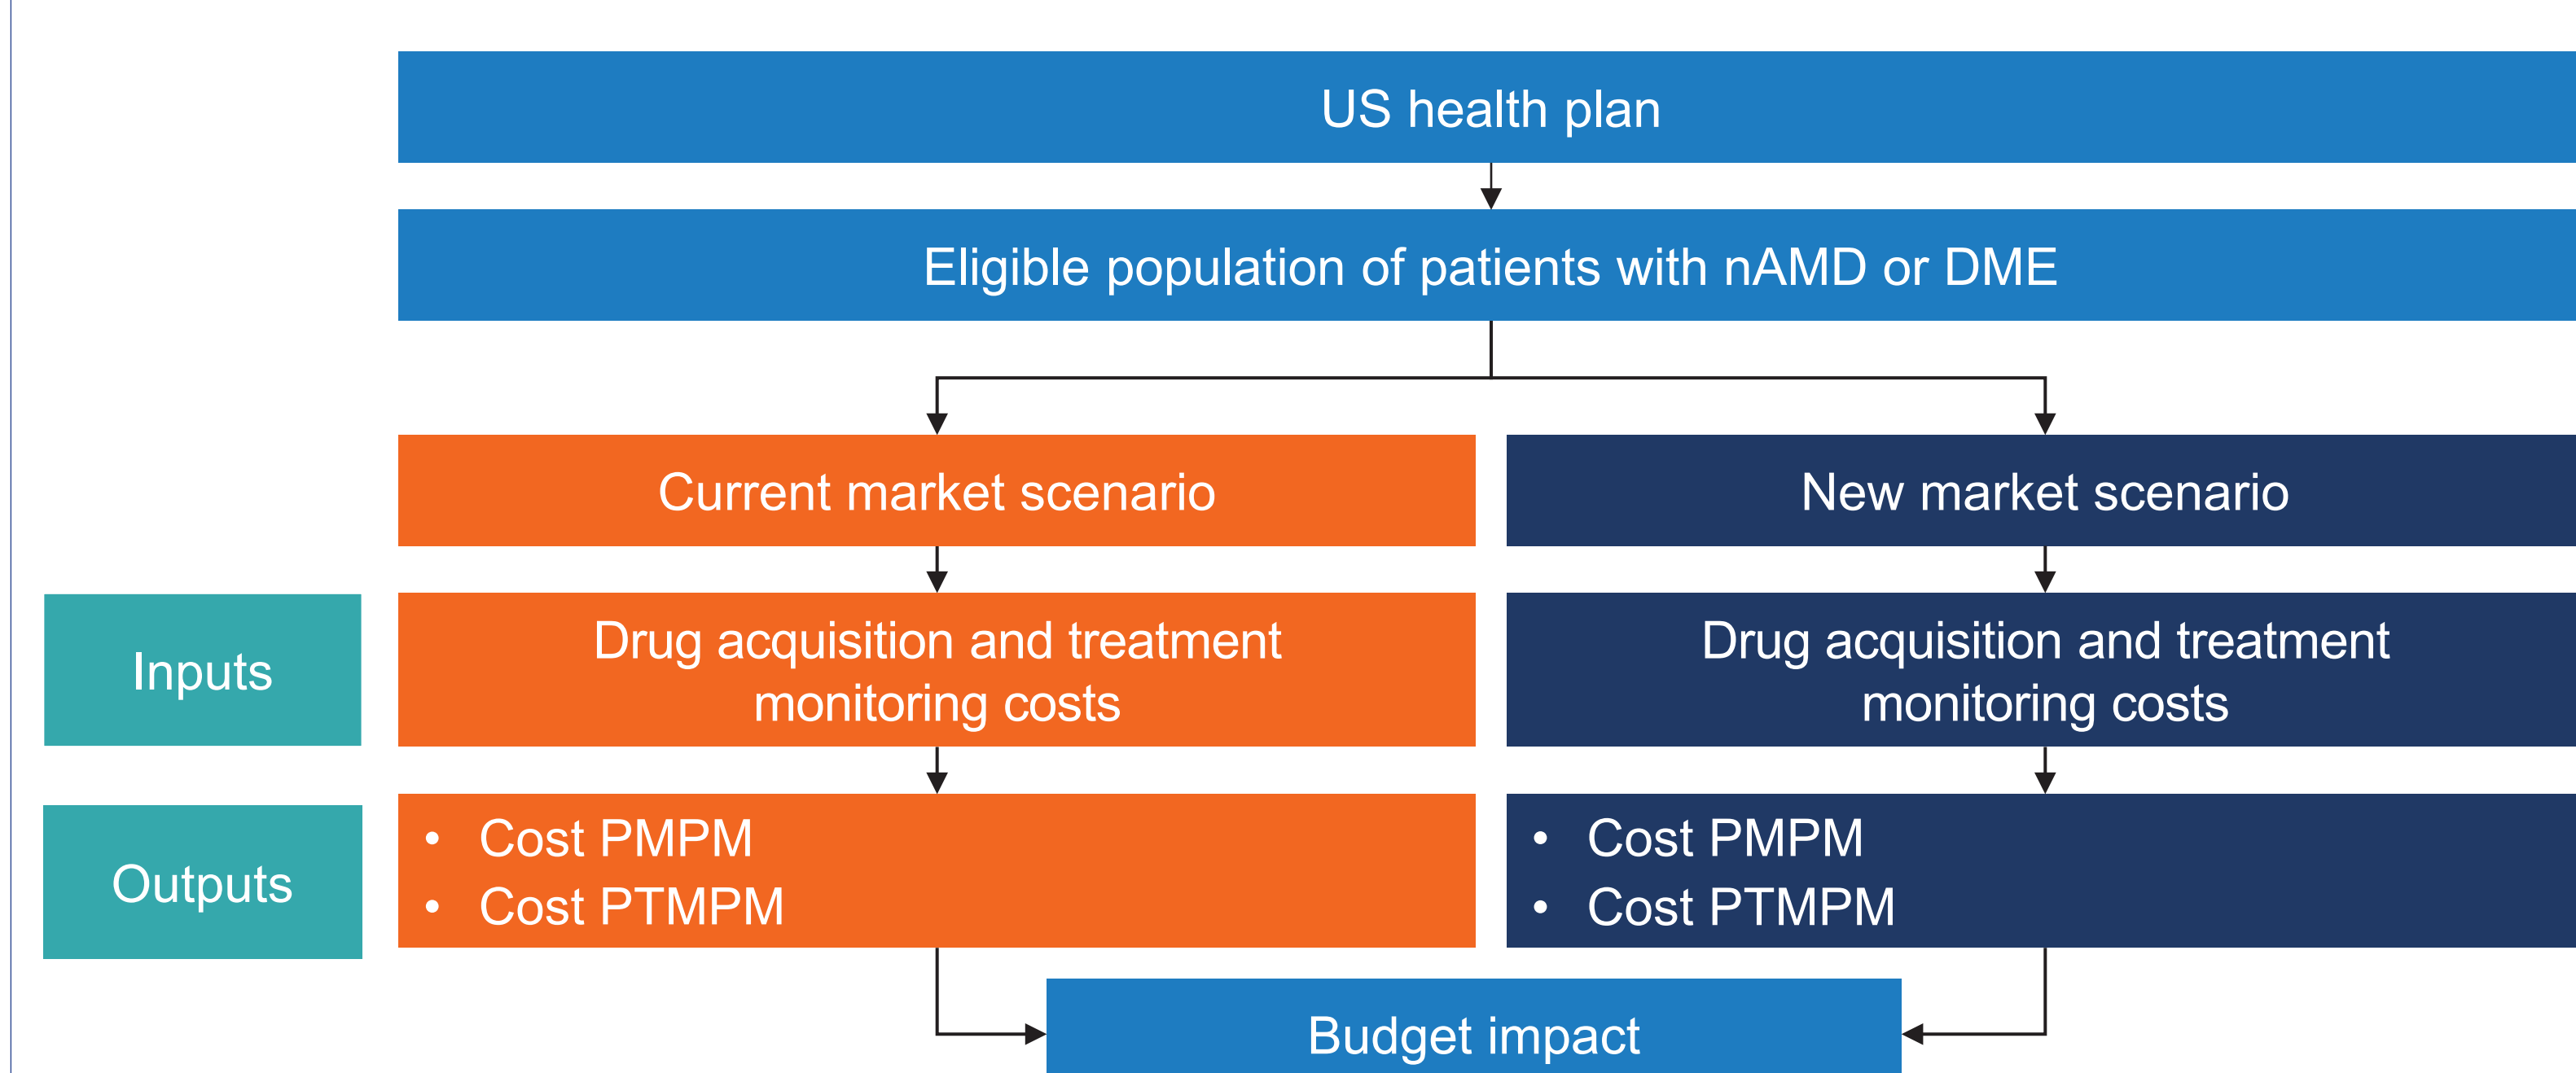 US health plan
Eligible population of patients with nAMD or DME
Current market scenario
New market scenario
Inputs
Drug acquisition and treatment
monitoring costs
Drug acquisition and treatment
monitoring costs
Outputs
• Cost PMPM
• Cost PTMPM
• Cost PMPM
• Cost PTMPM
Budget impact